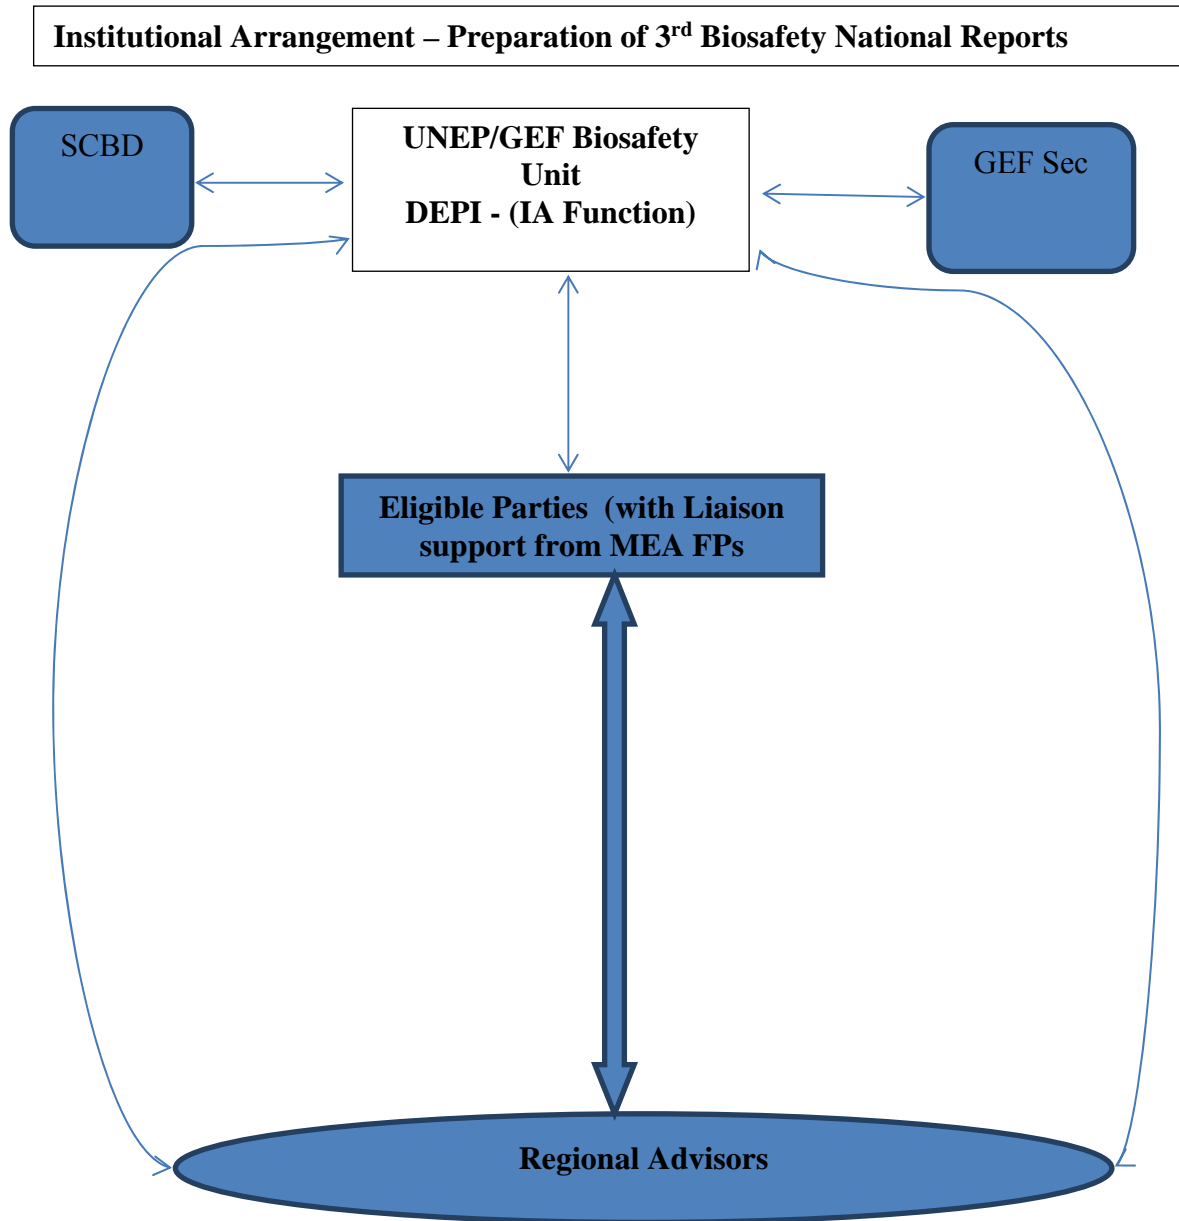 Institutional Arrangement – Preparation of 3rd Biosafety National Reports
SCBD
UNEP/GEF Biosafety
Unit
DEPI - (IA Function)
GEF Sec
Eligible Parties (with Liaison
support from MEA FPs
Regional Advisors